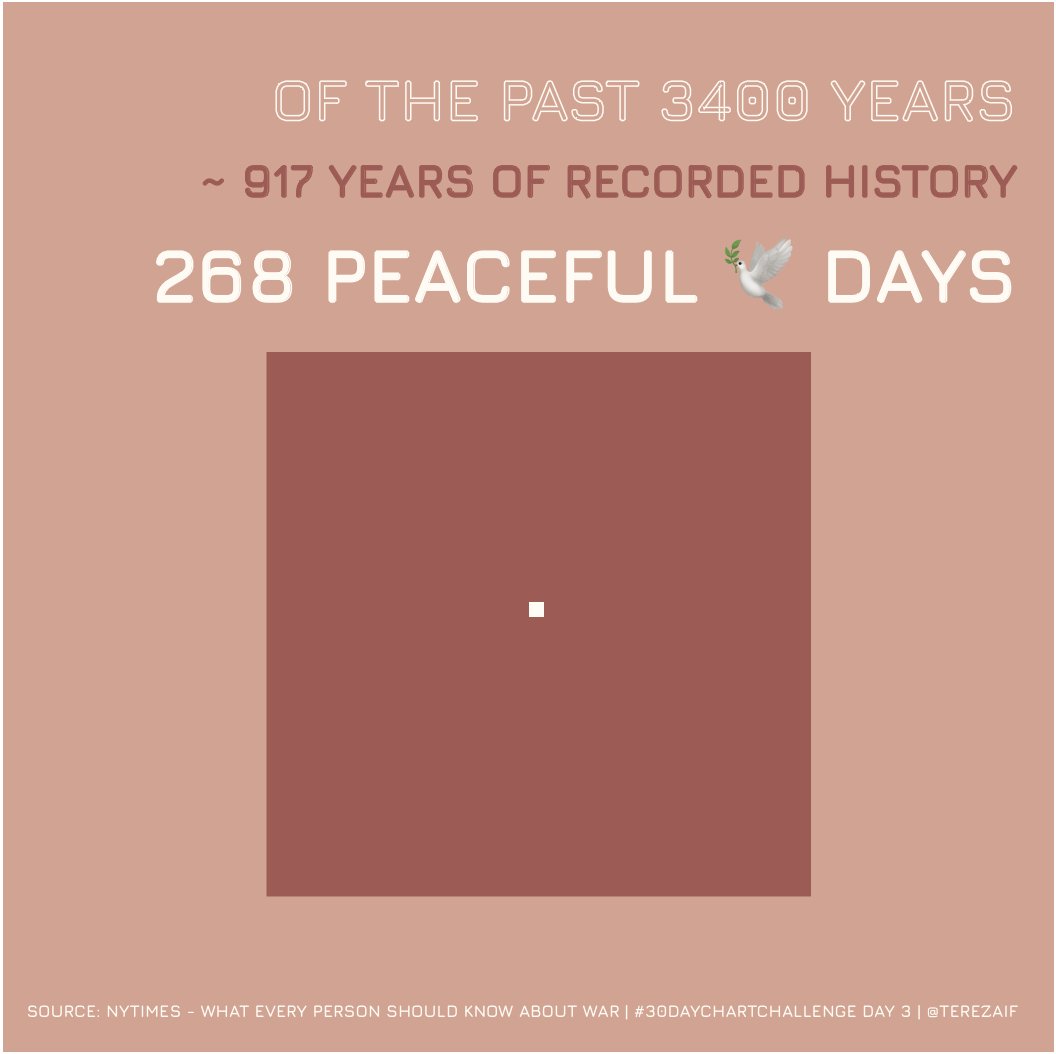 OF THE PAST 3400 YEARS
~ 917 YEARS OF RECORDED HISTORY
268 PEACEFUL 🕊️ DAYS
SOURCE: NYTIMES - WHAT EVERY PERSON SHOULD KNOW ABOUT WAR | #30DAYCHARTCHALLENGE DAY 3 | @TEREZAIF